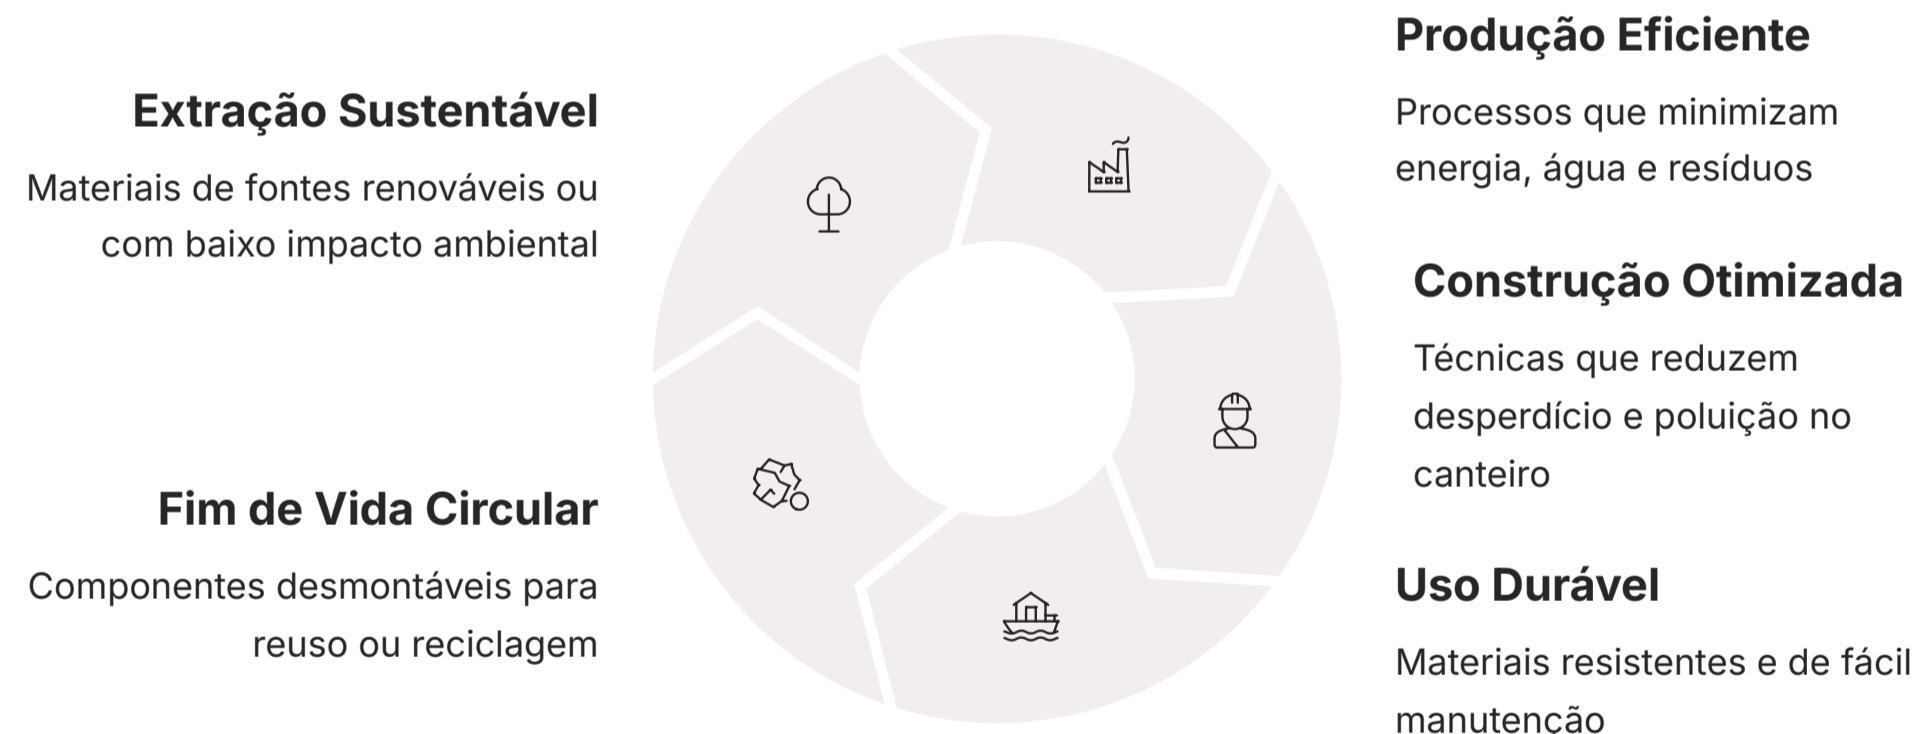 Extração Sustentável
Materiais de fontes renováveis ou
com baixo impacto ambiental
Produção Eficiente
Processos que minimizam
energia, água e resíduos
Construção Otimizada
Técnicas que reduzem
desperdício e poluição no
canteiro
Uso Durável
Materiais resistentes e de fácil
manutenção
Fim de Vida Circular
Componentes desmontáveis para
reuso ou reciclagem